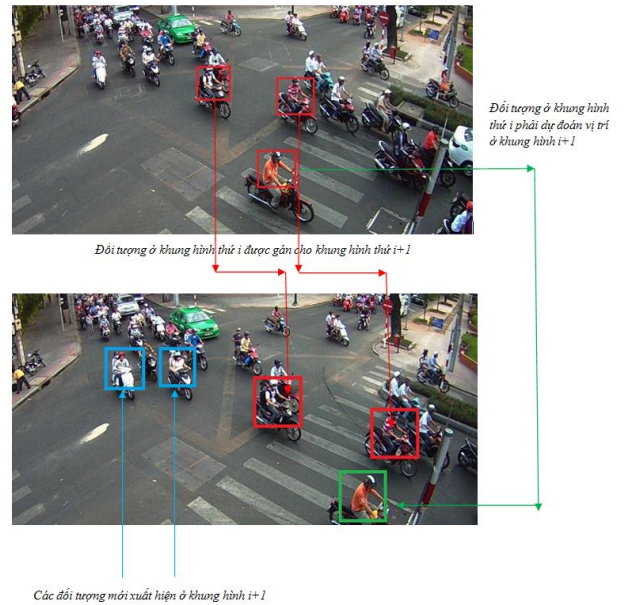 Đối tượng ở khung hình
thứ i phải dự đoán vị trí
ở khung hình i+1
Đối tượng ở khung hình thứ i được gán cho khung hình thứ i+1
Các đối tượng mới xuất hiện ở khung hình i+1